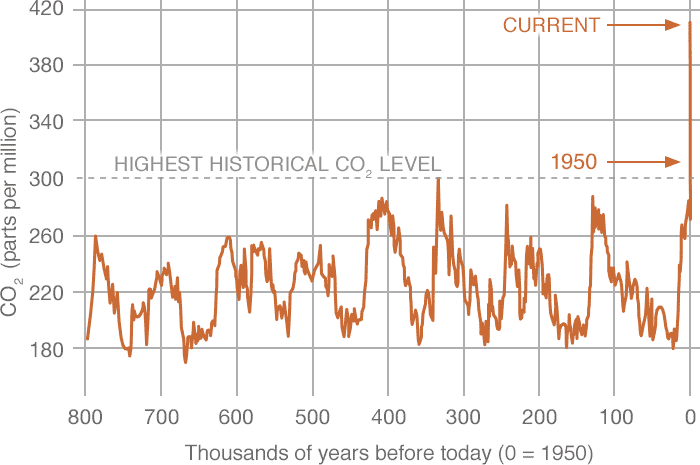 420
CURRENT
380
340
1950
HIGHEST HISTORICAL CO₂ LEVEL
300
260
220
180
CO₂ (parts per million)
800 700 600 500 400 300 200 100 0
Thousands of years before today (0 = 1950)